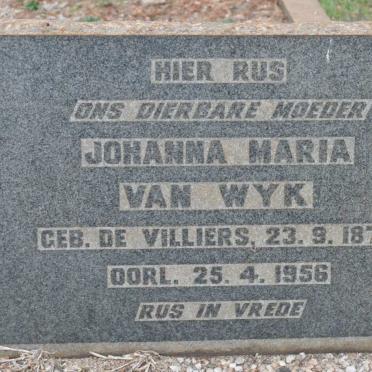 HIER RUS
ONS DIERBARE MOEDER
JOHANNA MARIA
VAN WYK
GEB. DE VILLIERS, 23. 9. 187
OORL. 25. 4. 1956
RUS IN VREDE